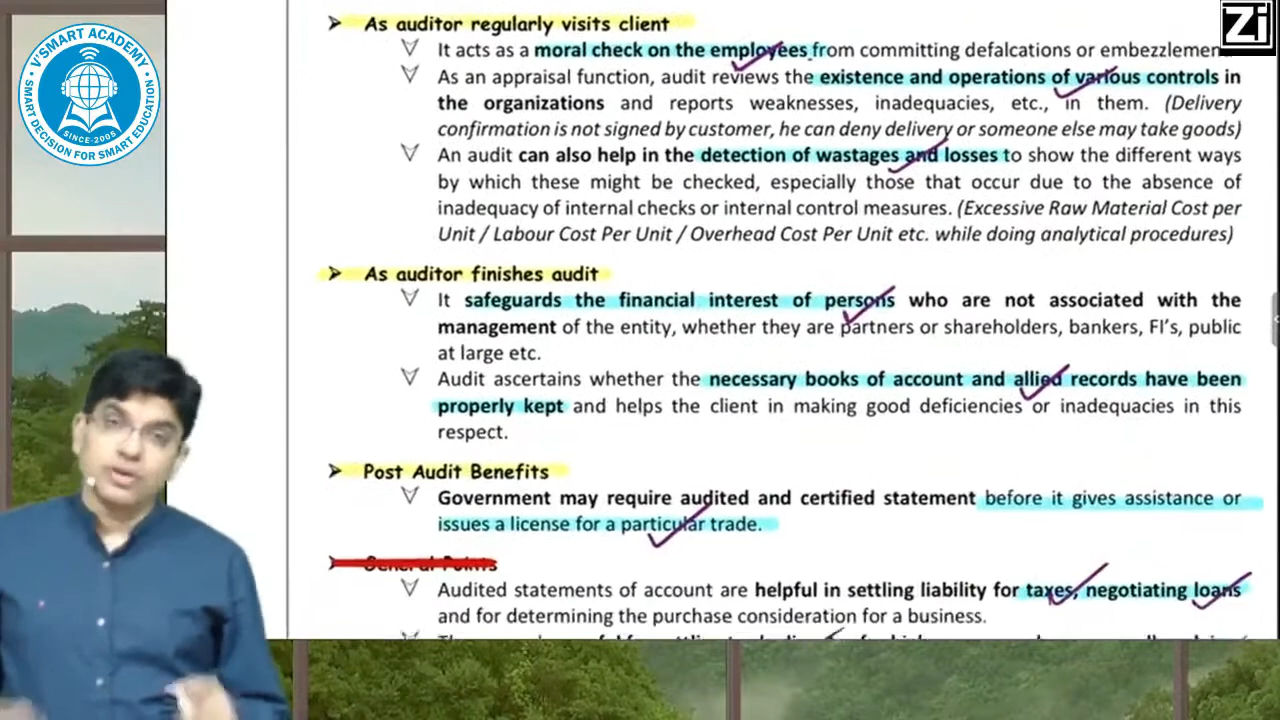 V'SMART ACADEMY
SMART DECISION FOR SMART EDUCATION
SINCE-2005
Zi
➢ As auditor regularly visits client
It acts as a moral check on the employees from committing defalcations or embezzlemen
As an appraisal function, audit reviews the existence and operations of various controls in
the organizations and reports weaknesses, inadequacies, etc., in them. (Delivery
confirmation is not signed by customer, he can deny delivery or someone else may take goods)
An audit can also help in the detection of wastages and losses to show the different ways
by which these might be checked, especially those that occur due to the absence of
inadequacy of internal checks or internal control measures. (Excessive Raw Material Cost per
Unit / Labour Cost Per Unit / Overhead Cost Per Unit etc. while doing analytical procedures)
➢ As auditor finishes audit
It safeguards the financial interest of persons who are not associated with the
management of the entity, whether they are partners or shareholders, bankers, FI's, public
at large etc.
Audit ascertains whether the necessary books of account and allied records have been
properly kept and helps the client in making good deficiencies or inadequacies in this
respect.
➢ Post Audit Benefits
Government may require audited and certified statement before it gives assistance or
issues a license for a particular trade.
➢ General Points
Audited statements of account are helpful in settling liability for taxes, negotiating loans
and for determining the purchase consideration for a business.